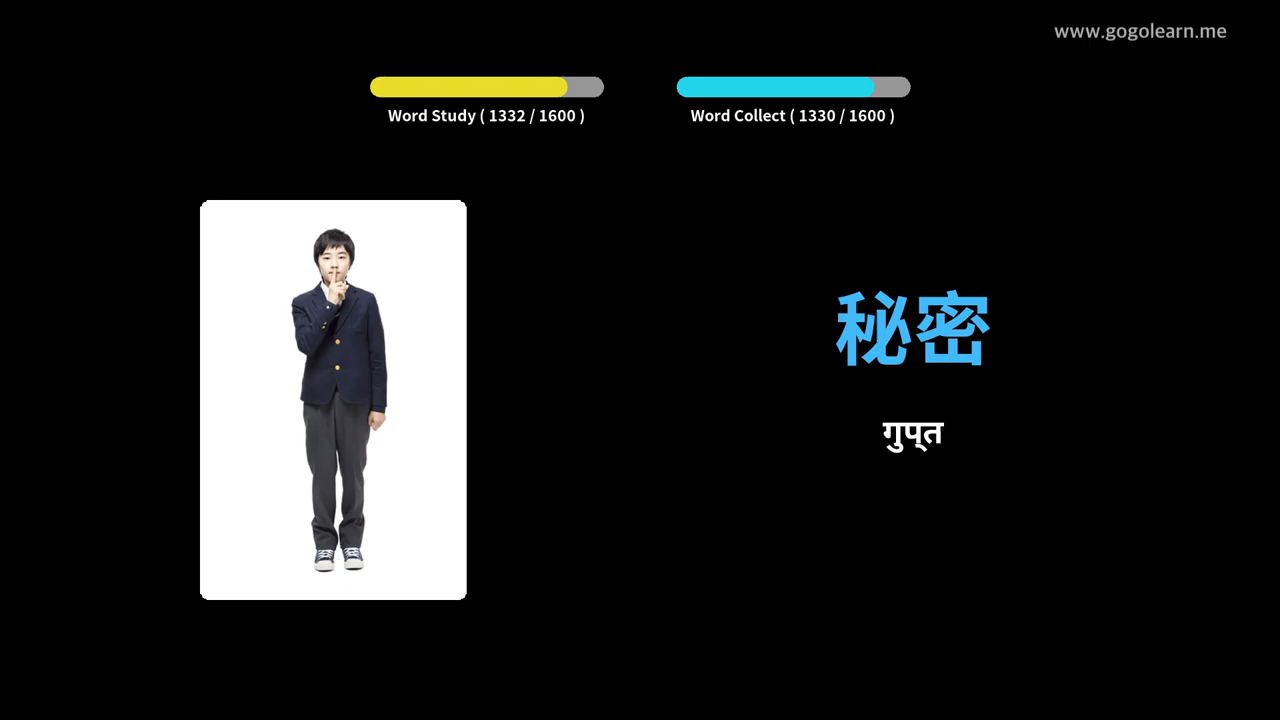 www.gogolearn.me
Word Study ( 1332 / 1600 )
Word Collect ( 1330 / 1600 )
秘密
गुप्त